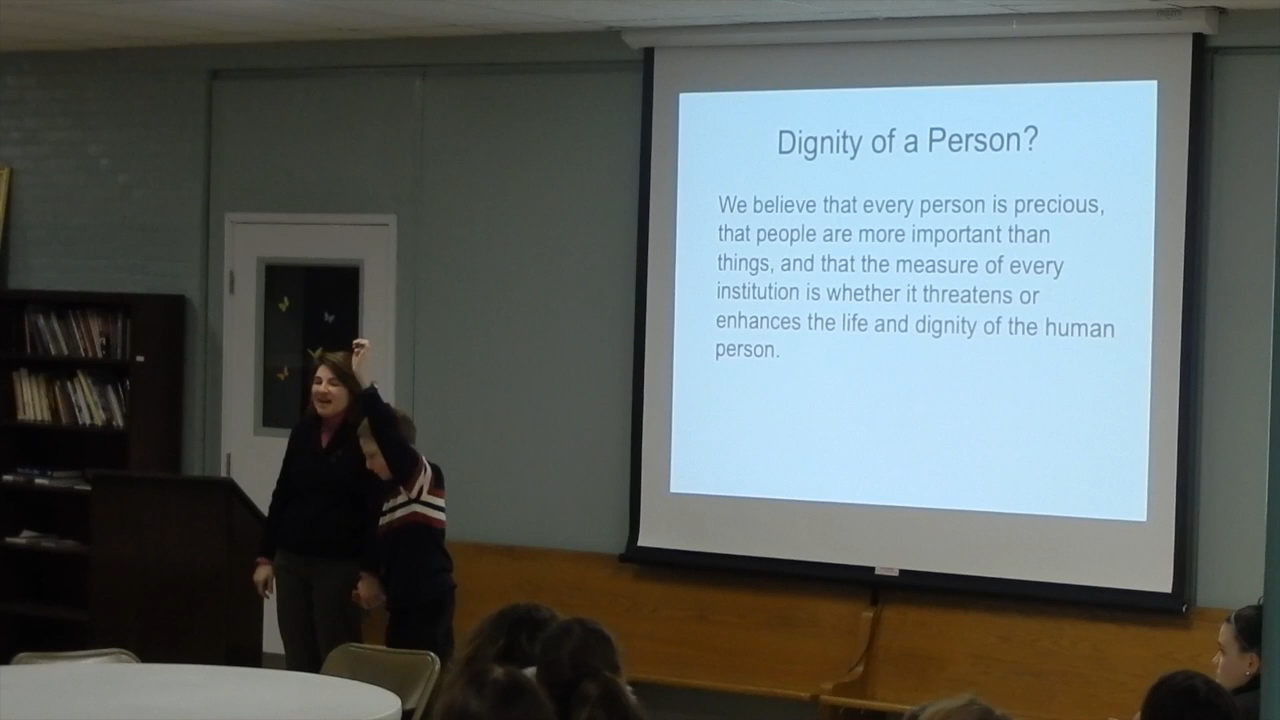 Dignity of a Person?
We believe that every person is precious,
that people are more important than
things, and that the measure of every
institution is whether it threatens or
enhances the life and dignity of the human
person.